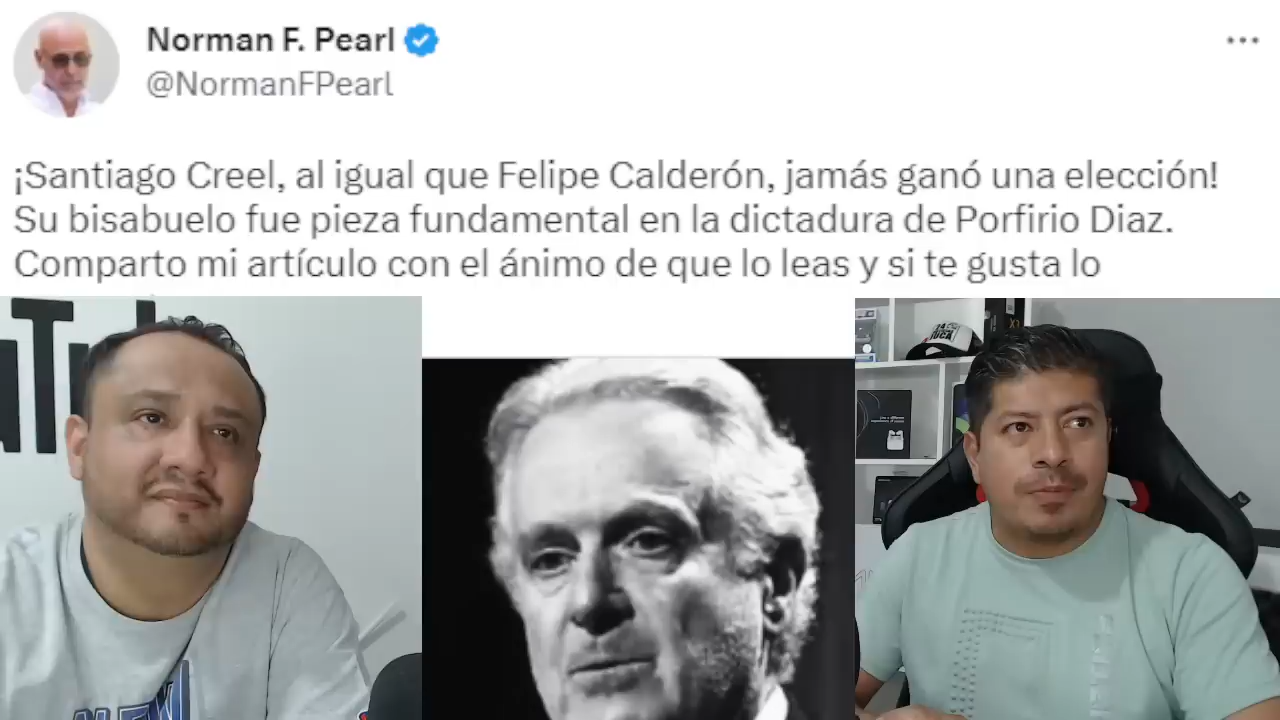 Norman F. Pearl
@NormanFPearl
¡Santiago Creel, al igual que Felipe Calderón, jamás ganó una elección!
Su bisabuelo fue pieza fundamental en la dictadura de Porfirio Diaz.
Comparto mi artículo con el ánimo de que lo leas y si te gusta lo